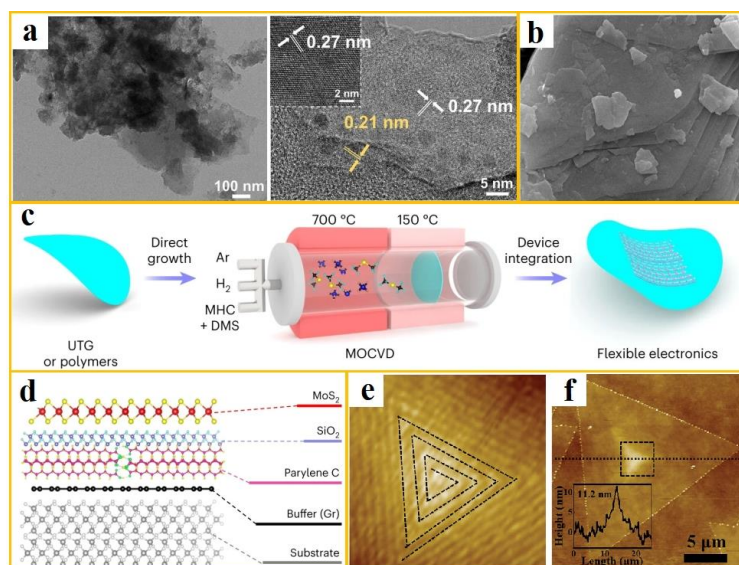 a
100 nm
0.27 nm
2 nm
0.27 nm
0.21 nm
5 nm
b
c
700 °C
150 °C
Direct
growth
Ar
H₂
MHC
+ DMS
Device
integration
UTG
or polymers
MOCVD
Flexible electronics
d
MoS₂
SiO₂
Parylene C
Buffer (Gr)
Substrate
e
f
11.2 nm
Height (nm)
10
5
0
0
10
20
Length (μm)
5 μm